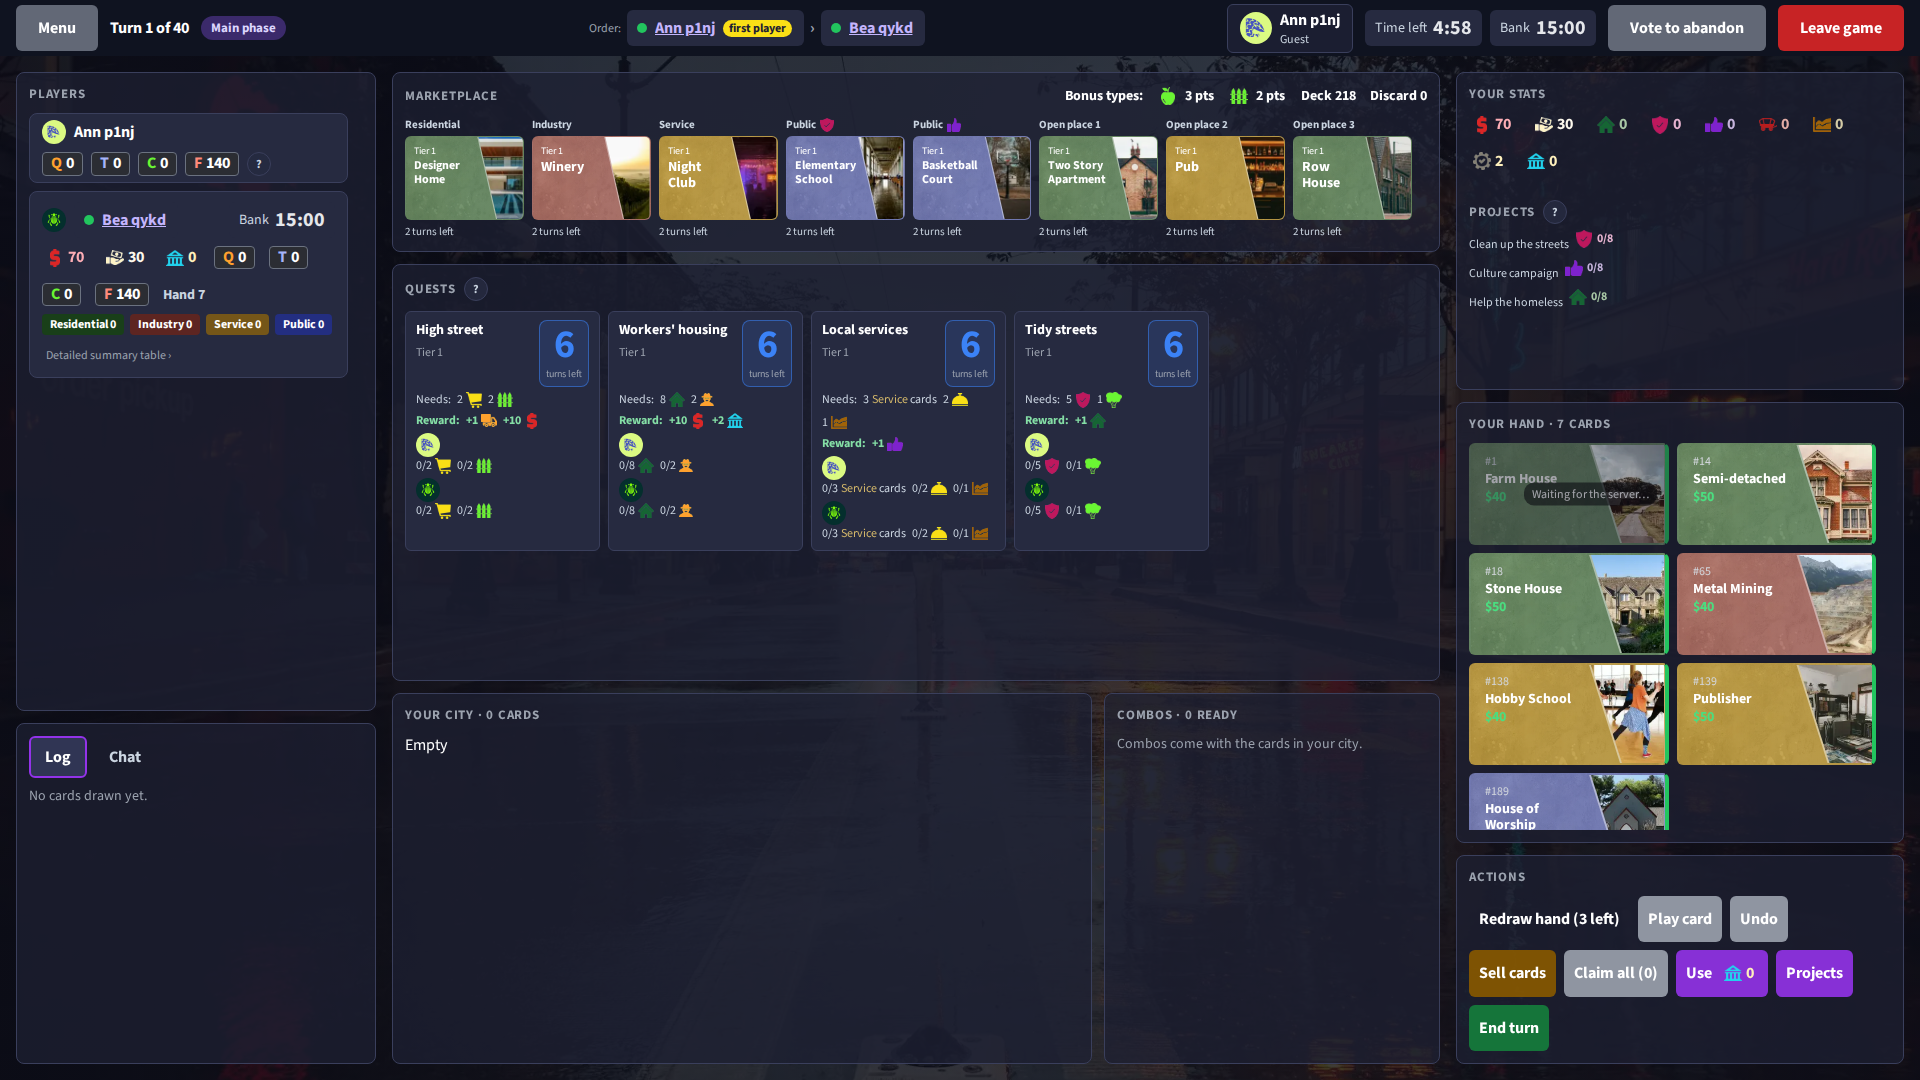 Menu
Turn 1 of 40
Main phase
Order: Ann p1nj first player › Bea qykd
Ann p1nj
Guest
Time left 4:58
Bank 15:00
Vote to abandon
Leave game
PLAYERS
Ann p1nj
Q 0 T 0 C 0 F 140 ?
Bea qykd Bank 15:00
70 30 0 Q 0 T 0
C 0 F 140 Hand 7
Residential 0 Industry 0 Service 0 Public 0
Detailed summary table ›
Log Chat
No cards drawn yet.
MARKETPLACE
Bonus types: 3 pts 2 pts Deck 218 Discard 0
Residential
Tier 1
Designer
Home
2 turns left
Industry
Tier 1
Winery
2 turns left
Service
Tier 1
Night
Club
2 turns left
Public
Tier 1
Elementary
School
2 turns left
Public
Tier 1
Basketball
Court
2 turns left
Open place 1
Tier 1
Two Story
Apartment
2 turns left
Open place 2
Tier 1
Pub
2 turns left
Open place 3
Tier 1
Row
House
2 turns left
QUESTS ?
High street
Tier 1
6
turns left
Needs: 2 2
Reward: +1 +10
0/2 0/2
0/2 0/2
Workers' housing
Tier 1
6
turns left
Needs: 8 2
Reward: +10 +2
0/8 0/2
0/8 0/2
Local services
Tier 1
6
turns left
Needs: 3 Service cards 2
1
Reward: +1
0/3 Service cards 0/2 0/1
0/3 Service cards 0/2 0/1
Tidy streets
Tier 1
6
turns left
Needs: 5 1
Reward: +1
0/5 0/1
0/5 0/1
YOUR CITY · 0 CARDS
Empty
COMBOS · 0 READY
Combos come with the cards in your city.
YOUR STATS
70 30 0 0 0 0 0
2 0
PROJECTS ?
Clean up the streets 0/8
Culture campaign 0/8
Help the homeless 0/8
YOUR HAND · 7 CARDS
#1
Farm House
$40
Waiting for the server…
#14
Semi-detached
$50
#18
Stone House
$50
#65
Metal Mining
$40
#138
Hobby School
$40
#139
Publisher
$50
#189
House of
Worship
ACTIONS
Redraw hand (3 left) Play card Undo
Sell cards Claim all (0) Use 0 Projects
End turn